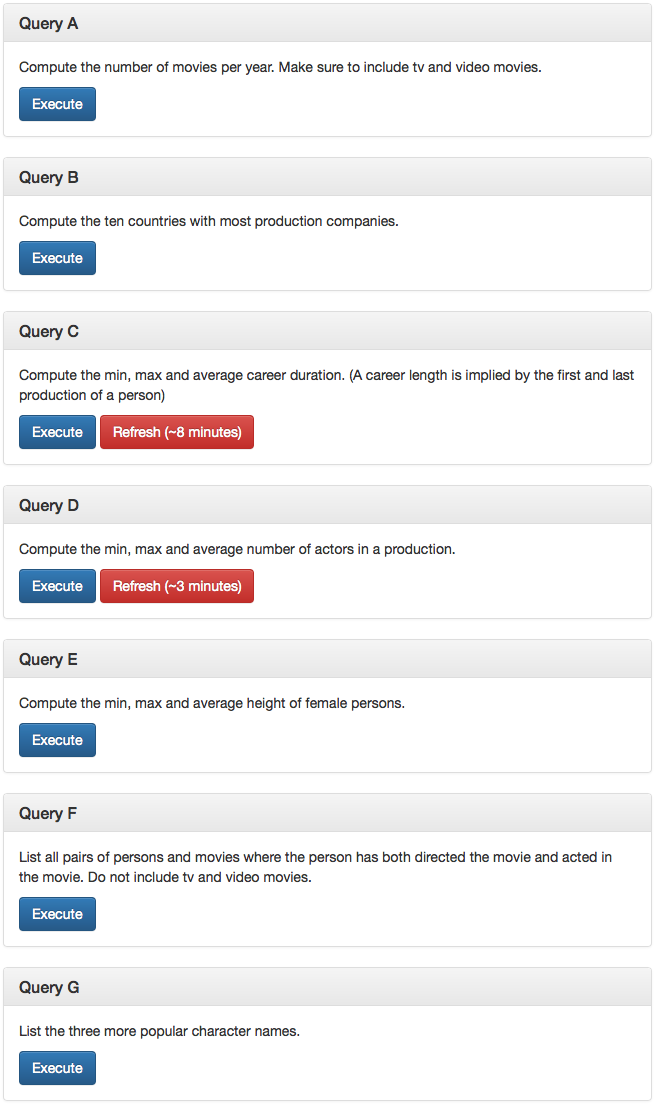 Query A
Compute the number of movies per year. Make sure to include tv and video movies.
Execute
Query B
Compute the ten countries with most production companies.
Execute
Query C
Compute the min, max and average career duration. (A career length is implied by the first and last
production of a person)
Execute Refresh (~8 minutes)
Query D
Compute the min, max and average number of actors in a production.
Execute Refresh (~3 minutes)
Query E
Compute the min, max and average height of female persons.
Execute
Query F
List all pairs of persons and movies where the person has both directed the movie and acted in
the movie. Do not include tv and video movies.
Execute
Query G
List the three more popular character names.
Execute